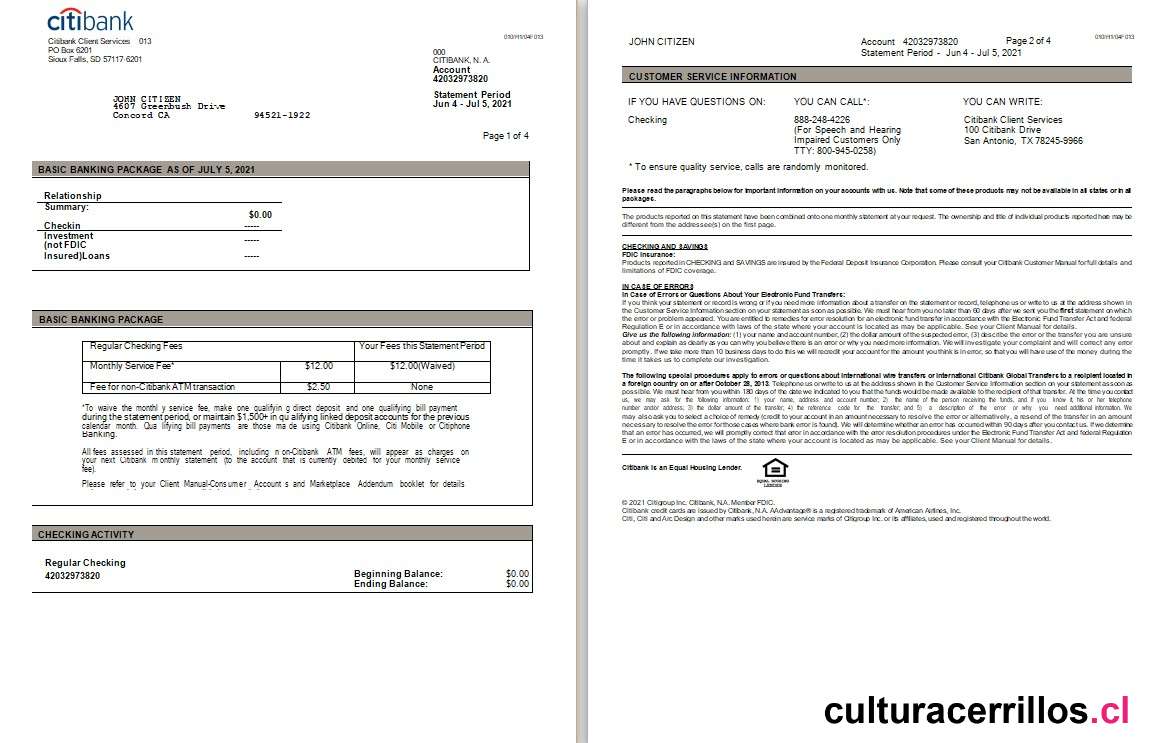 citibank
Citibank Client Services 013
PO Box 6201
Sioux Falls, SD 57117-6201
010/H1/04F 013
000
CITIBANK, N. A.
Account
42032973820
Statement Period
Jun 4 - Jul 5, 2021
JOHN CITIZEN
4607 Greenbush Drive
Concord CA 94521-1922
Page 1 of 4
BASIC BANKING PACKAGE AS OF JULY 5, 2021
Relationship
Summary:
$0.00
Checkin -----
Investment -----
(not FDIC
Insured)Loans -----
BASIC BANKING PACKAGE
Regular Checking Fees Your Fees this Statement Period
Monthly Service Fee* $12.00 $12.00(Waived)
Fee for non-Citibank ATM transaction $2.50 None
*To waive the monthl y service fee, make one qualifyin g direct deposit and one qualifying bill payment
during the statement period, or maintain $1,500+ in qu alifying linked deposit accounts for the previous
calendar month. Qua lifying bill payments are those ma de using Citibank Online, Citi Mobile or Citiphone
Banking.
All fees assessed in this statement period, including n on-Citibank ATM fees, will appear as charges on
your next Citibank m onthly statement (to the account that is currently debited for your monthly service
fee).
Please refer to your Client Manual-Consumer Account s and Marketplace Addendum booklet for details
CHECKING ACTIVITY
Regular Checking
42032973820
Beginning Balance: $0.00
Ending Balance: $0.00
JOHN CITIZEN
Account 42032973820 Page 2 of 4
010/H1/04F 013
Statement Period - Jun 4 - Jul 5, 2021
CUSTOMER SERVICE INFORMATION
IF YOU HAVE QUESTIONS ON: YOU CAN CALL*: YOU CAN WRITE:
Checking 888-248-4226 Citibank Client Services
(For Speech and Hearing 100 Citibank Drive
Impaired Customers Only San Antonio, TX 78245-9966
TTY: 800-945-0258)
* To ensure quality service, calls are randomly monitored.
Please read the paragraphs below for important information on your accounts with us. Note that some of these products may not be available in all states or in all
packages.
The products reported on this statement have been combined onto one monthly statement at your request. The ownership and title of individual products reported here may be
different from the addressee(s) on the first page.
CHECKING AND SAVINGS
FDIC Insurance:
Products reported in CHECKING and SAVINGS are insured by the Federal Deposit Insurance Corporation. Please consult your Citibank Customer Manual for full details and
limitations of FDIC coverage.
IN CASE OF ERRORS
In Case of Errors or Questions About Your Electronic Fund Transfers:
If you think your statement or record is wrong or if you need more information about a transfer on the statement or record, telephone us or write to us at the address shown in
the Customer Service Information section on your statement as soon as possible. We must hear from you no later than 60 days after we sent you the first statement on which
the error or problem appeared. You are entitled to remedies for error resolution for an electronic fund transfer in accordance with the Electronic Fund Transfer Act and federal
Regulation E or in accordance with laws of the state where your account is located as may be applicable. See your Client Manual for details.
Give us the following information: (1) your name and account number, (2) the dollar amount of the suspected error, (3) describe the error or the transfer you are unsure
about and explain as clearly as you can why you believe there is an error or why you need more information. We will investigate your complaint and will correct any error
promptly. If we take more than 10 business days to do this we will recredit your account for the amount you think is in error, so that you will have use of the money during the
time it takes us to complete our investigation.
The following special procedures apply to errors or questions about international wire transfers or international Citibank Global Transfers to a recipient located in
a foreign country on or after October 28, 2013. Telephone us or write to us at the address shown in the Customer Service Information section on your statement as soon as
possible. We must hear from you within 180 days of the date we indicated to you that the funds would be made available to the recipient of that transfer. At the time you contact
us, we may ask for the following information: 1) your name, address and account number; 2). the name of the person receiving the funds, and if you know it, his or her telephone
number and/or address; 3) the dollar amount of the transfer; 4) the reference code for the transfer; and 5) a description of the error or why you need additional information. We
may also ask you to select a choice of remedy (credit to your account in an amount necessary to resolve the error or alternatively, a resend of the transfer in an amount
necessary to resolve the error for those cases where bank error is found). We will determine whether an error has occurred within 90 days after you contact us. If we determine
that an error has occurred, we will promptly correct that error in accordance with the error resolution procedures under the Electronic Fund Transfer Act and federal Regulation
E or in accordance with the laws of the state where your account is located as may be applicable. See your Client Manual for details.
Citibank is an Equal Housing Lender.
EQUAL HOUSING
LENDER
© 2021 Citigroup Inc. Citibank, N.A. Member FDIC.
Citibank credit cards are issued by Citibank, N.A. AAdvantage® is a registered trademark of American Airlines, Inc.
Citi, Citi and Arc Design and other marks used herein are service marks of Citigroup Inc. or its affiliates, used and registered throughout the world.
culturacerrillos.cl